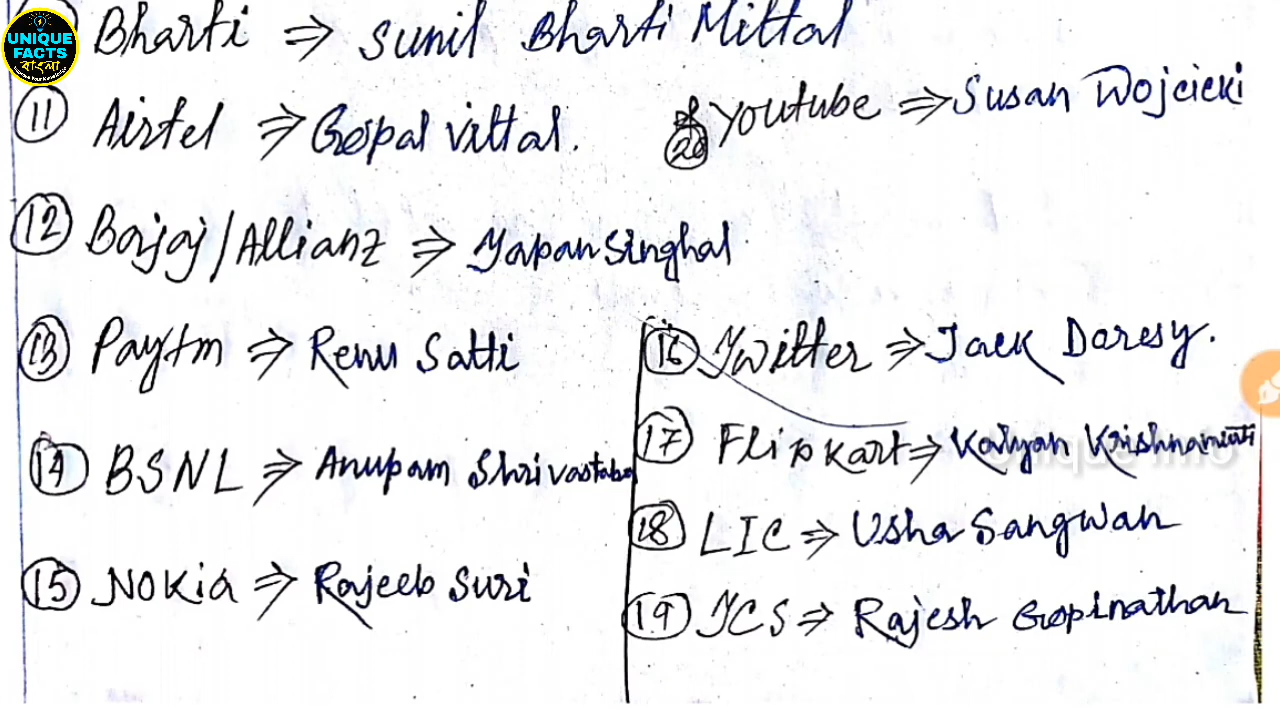 UNIQUE
FACTS
বাংলা
Bharti ⇒ Sunil Bharti Mittal
11 Airtel ⇒ Gopal Vittal.
20 Youtube ⇒ Susan Wojcicki
12 Bajaj/Allianz ⇒ Tapan Singhal
13 Paytm ⇒ Renu Satti
14 BSNL ⇒ Anupam Shrivastaba
15 NOKIA ⇒ Rajeeb Suri
16 Twitter ⇒ Jack Doresy.
17 Flipkart ⇒ Kalyan Krishnamurti
18 LIC ⇒ Usha Sangwan
19 TCS ⇒ Rajesh Gopinathan